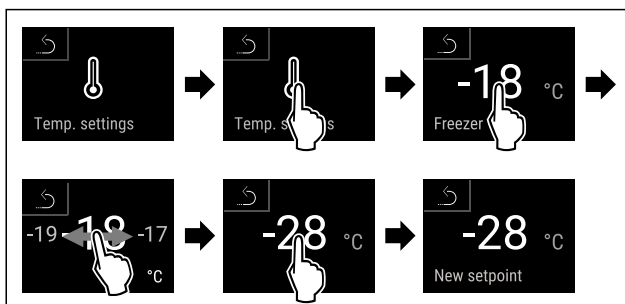 Temp. settings
Temp. s s
-18 °C
Freezer
-19 -18 -17
°C
-28 °C
-28 °C
New setpoint